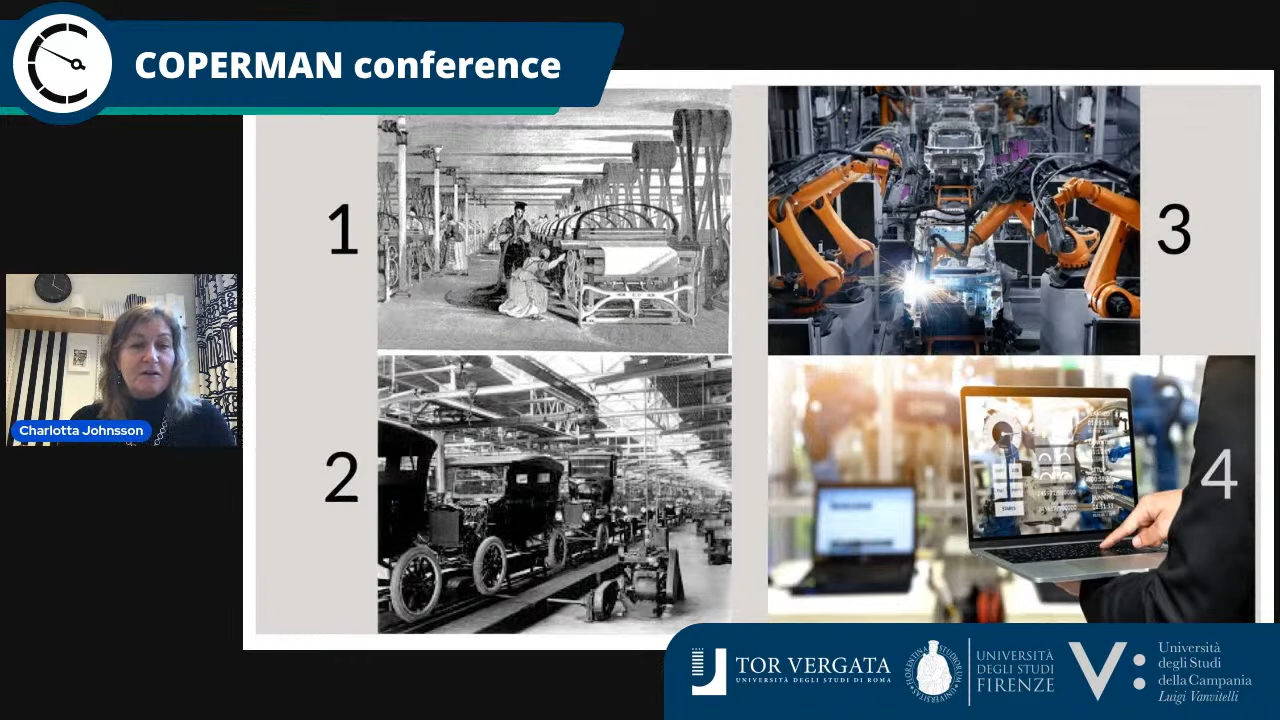 COPERMAN conference
1
3
2
4
Charlotta Johnsson
TOR VERGATA
UNIVERSITÀ DEGLI STUDI DI ROMA
UNIVERSITÀ
DEGLI STUDI
FIRENZE
Università
degli Studi
della Campania
Luigi Vanvitelli